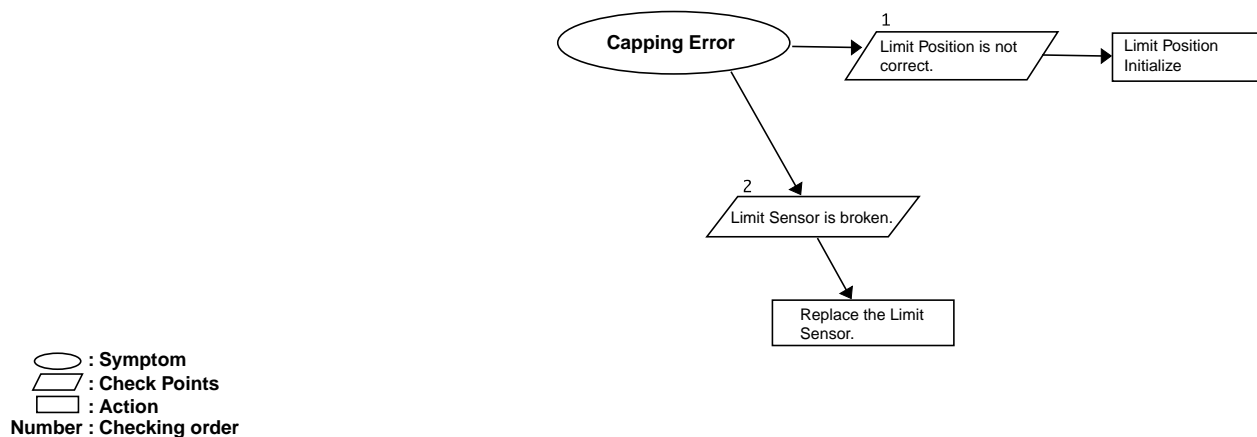 Capping Error
1
Limit Position is not
correct.
Limit Position
Initialize
2
Limit Sensor is broken.
Replace the Limit
Sensor.
: Symptom
: Check Points
: Action
Number : Checking order